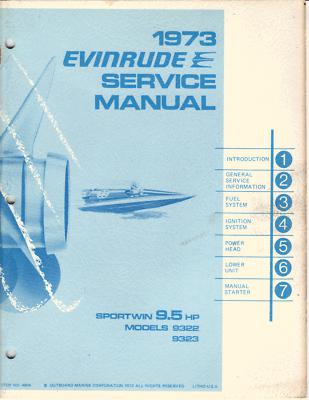 1973
EVINRUDE E
SERVICE
MANUAL
INTRODUCTION 1
GENERAL
SERVICE
INFORMATION 2
FUEL
SYSTEM 3
IGNITION
SYSTEM 4
POWER
HEAD 5
LOWER
UNIT 6
MANUAL
STARTER 7
SPORTWIN 9.5 HP
MODELS 9322
9323
OUTBOARD MARINE CORPORATION 1972 ALL RIGHTS RESERVED
LITHO U.S.A.